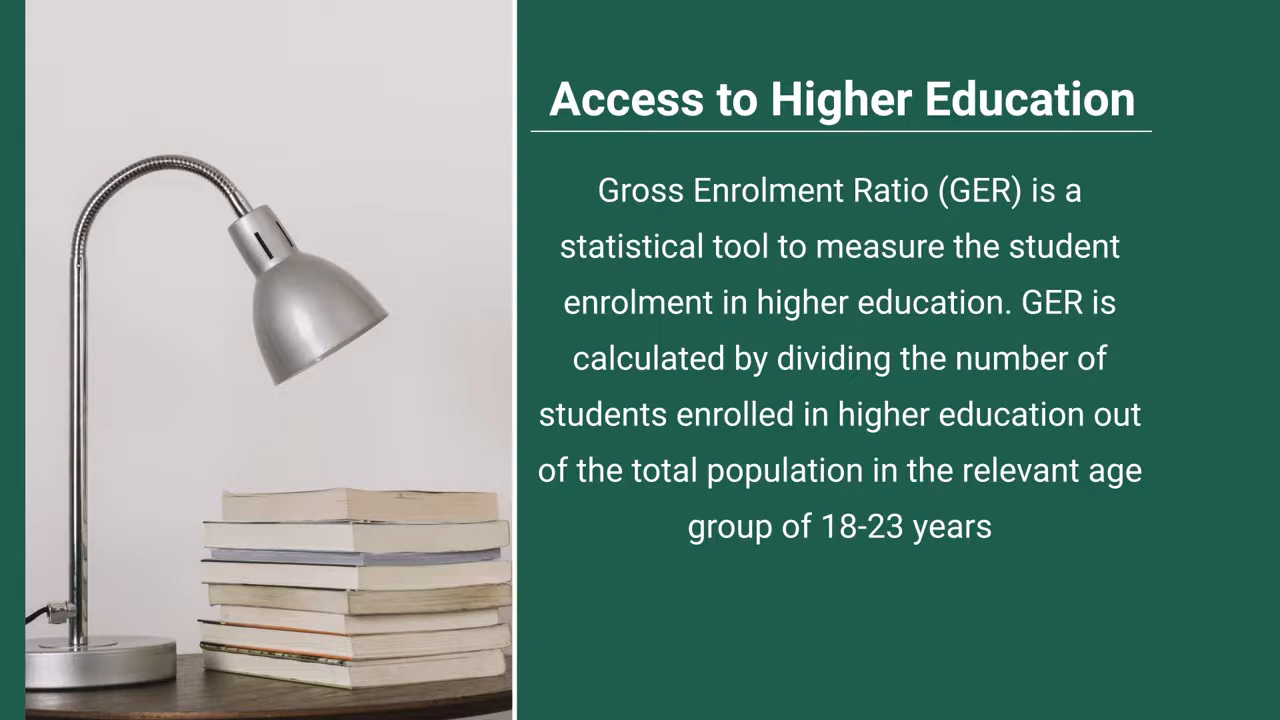 Access to Higher Education
Gross Enrolment Ratio (GER) is a
statistical tool to measure the student
enrolment in higher education. GER is
calculated by dividing the number of
students enrolled in higher education out
of the total population in the relevant age
group of 18-23 years